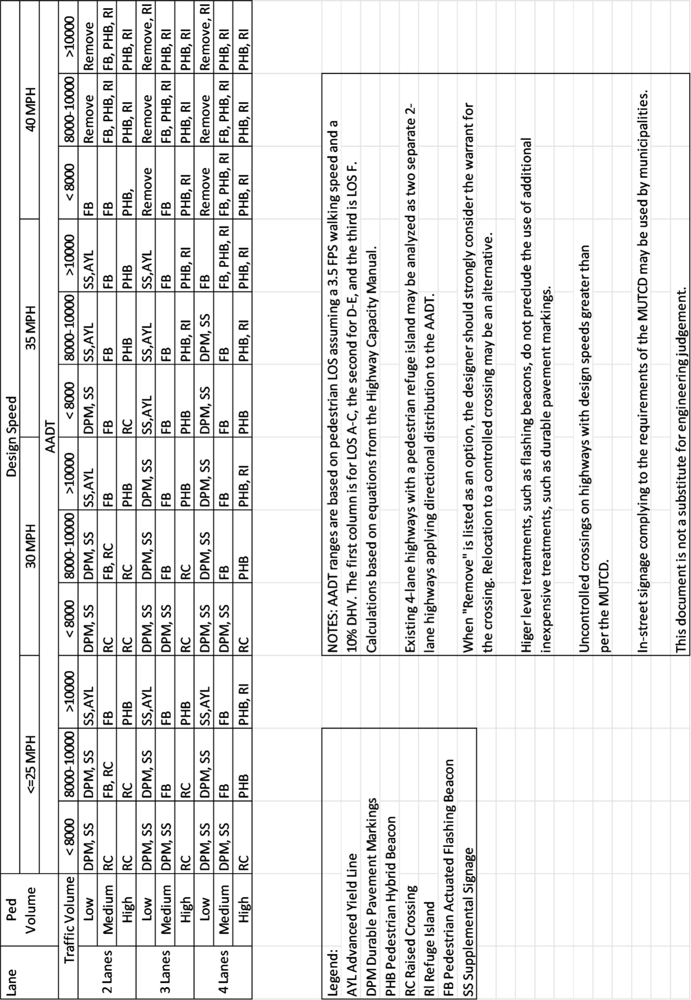 Lane Ped Design Speed
Volume <=25 MPH 30 MPH 35 MPH 40 MPH
AADT
Traffic Volume < 8000 8000-10000 >10000 < 8000 8000-10000 >10000 < 8000 8000-10000 >10000 < 8000 8000-10000 >10000
Low DPM, SS DPM, SS SS,AYL DPM, SS DPM, SS SS,AYL DPM, SS SS,AYL SS,AYL FB Remove Remove
2 Lanes Medium RC FB, RC FB RC FB, RC FB FB FB FB FB FB, PHB, RI FB, PHB, RI
High RC RC PHB RC RC PHB RC PHB PHB PHB, PHB, RI PHB, RI
Low DPM, SS DPM, SS SS,AYL DPM, SS DPM, SS DPM, SS SS,AYL SS,AYL SS,AYL Remove Remove Remove, RI
3 Lanes Medium DPM, SS FB FB DPM, SS FB FB FB FB FB FB FB, PHB, RI PHB, RI
High RC RC PHB RC RC PHB PHB PHB, RI PHB, RI PHB, RI PHB, RI PHB, RI
Low DPM, SS DPM, SS SS,AYL DPM, SS DPM, SS DPM, SS DPM, SS DPM, SS FB Remove Remove Remove, RI
4 Lanes Medium DPM, SS FB FB DPM, SS FB FB FB FB FB, PHB, RI FB, PHB, RI FB, PHB, RI PHB, RI
High RC PHB PHB, RI RC PHB PHB, RI PHB PHB, RI PHB, RI PHB, RI PHB, RI PHB, RI
Legend:
AYL Advanced Yield Line
DPM Durable Pavement Markings
PHB Pedestrian Hybrid Beacon
RC Raised Crossing
RI Refuge Island
FB Pedestrian Actuated Flashing Beacon
SS Supplemental Signage
NOTES: AADT ranges are based on pedestrian LOS assuming a 3.5 FPS walking speed and a
10% DHV. The first column is for LOS A-C, the second for D-E, and the third is LOS F.
Calculations based on equations from the Highway Capacity Manual.
Existing 4-lane highways with a pedestrian refuge island may be analyzed as two separate 2-
lane highways applying directional distribution to the AADT.
When "Remove" is listed as an option, the designer should strongly consider the warrant for
the crossing. Relocation to a controlled crossing may be an alternative.
Higer level treatments, such as flashing beacons, do not preclude the use of additional
inexpensive treatments, such as durable pavement markings.
Uncontrolled crossings on highways with design speeds greater than
per the MUTCD.
In-street signage complying to the requirements of the MUTCD may be used by municipalities.
This document is not a substitute for engineering judgement.